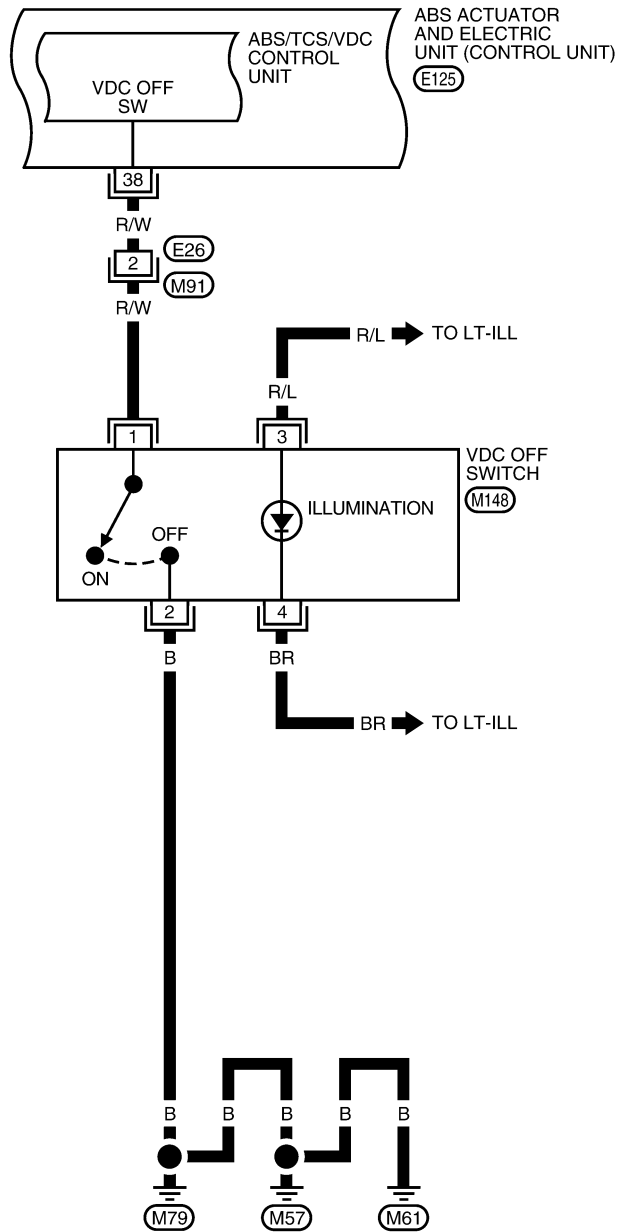 ABS ACTUATOR
AND ELECTRIC
UNIT (CONTROL UNIT)
E125
ABS/TCS/VDC
CONTROL
UNIT
VDC OFF
SW
38
R/W
2
E26
M91
R/W
R/L
TO LT-ILL
R/L
1
3
VDC OFF
SWITCH
M148
ILLUMINATION
OFF
ON
2
4
B
BR
BR
TO LT-ILL
B
B
B
B
B
M79
M57
M61